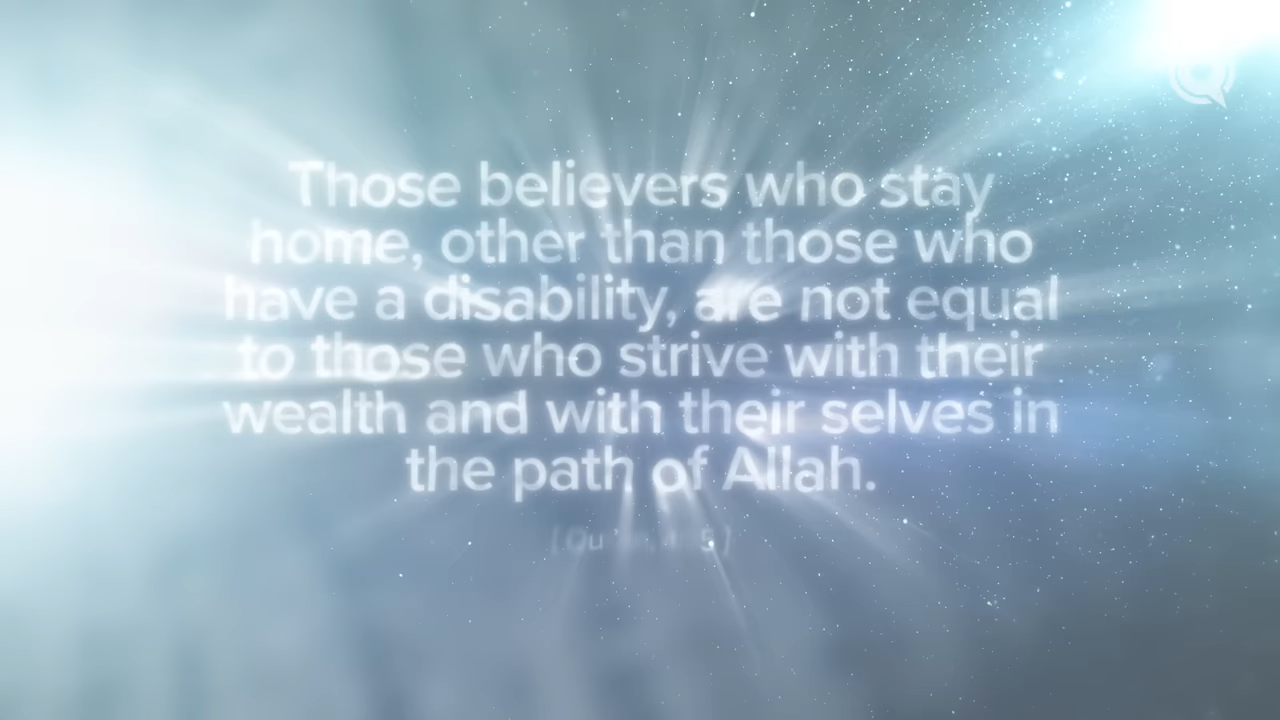 Those believers who stay
home, other than those who
have a disability, are not equal
to those who strive with their
wealth and with their selves in
the path of Allah.